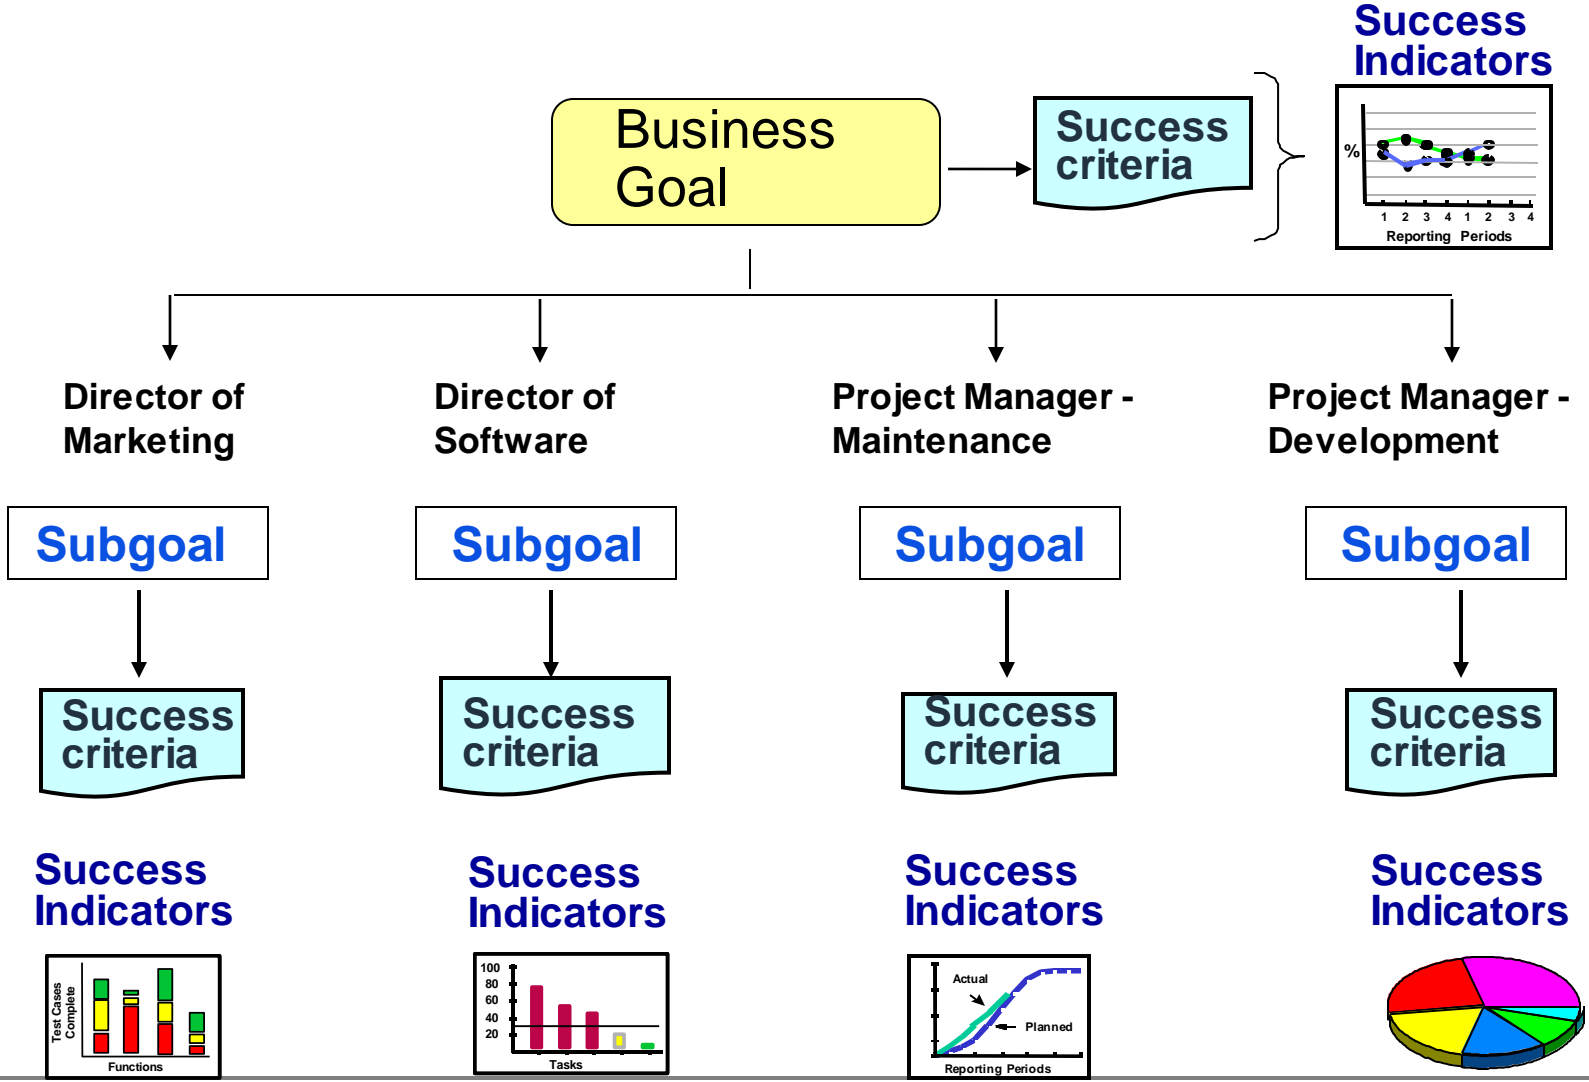 Success
Indicators
Business
Goal
Success
criteria
%
1 2 3 4 1 2 3 4
Reporting Periods
Director of
Marketing
Director of
Software
Project Manager -
Maintenance
Project Manager -
Development
Subgoal
Subgoal
Subgoal
Subgoal
Success
criteria
Success
criteria
Success
criteria
Success
criteria
Success
Indicators
Success
Indicators
Success
Indicators
Success
Indicators
Test Cases
Complete
Functions
100
80
60
40
20
Tasks
Actual
Planned
Reporting Periods